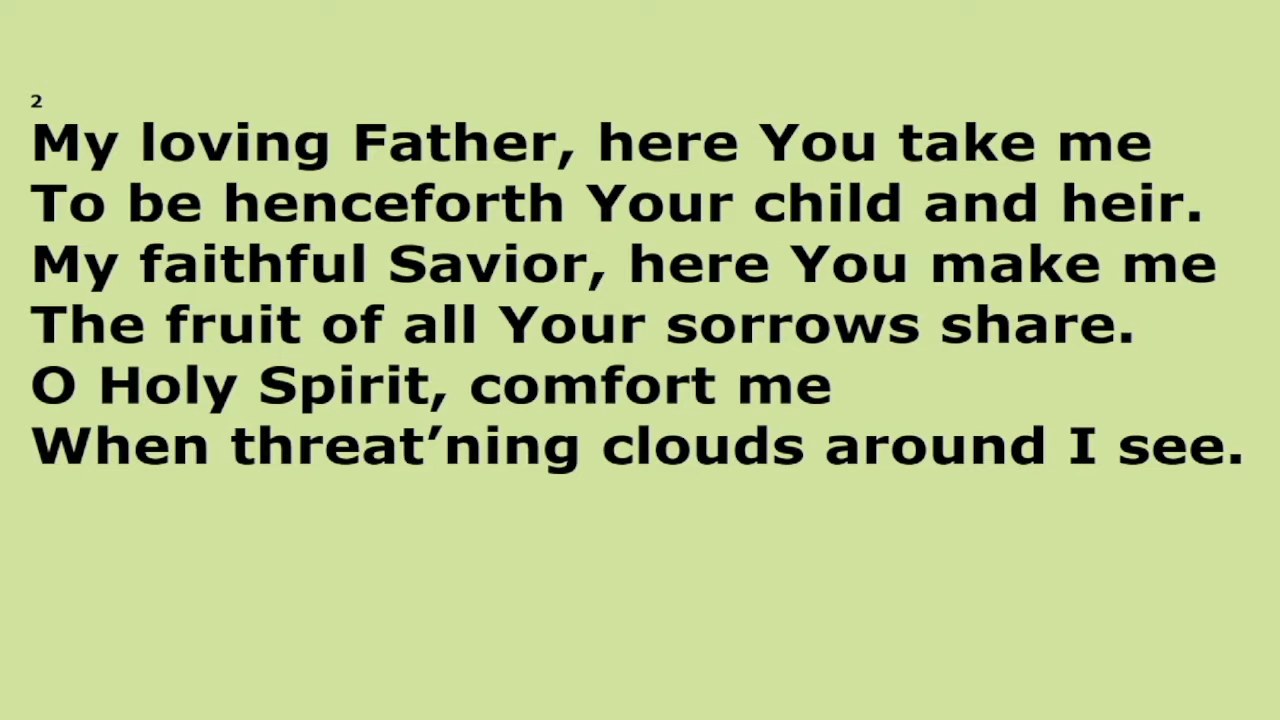 2
My loving Father, here You take me
To be henceforth Your child and heir.
My faithful Savior, here You make me
The fruit of all Your sorrows share.
O Holy Spirit, comfort me
When threat’ning clouds around I see.